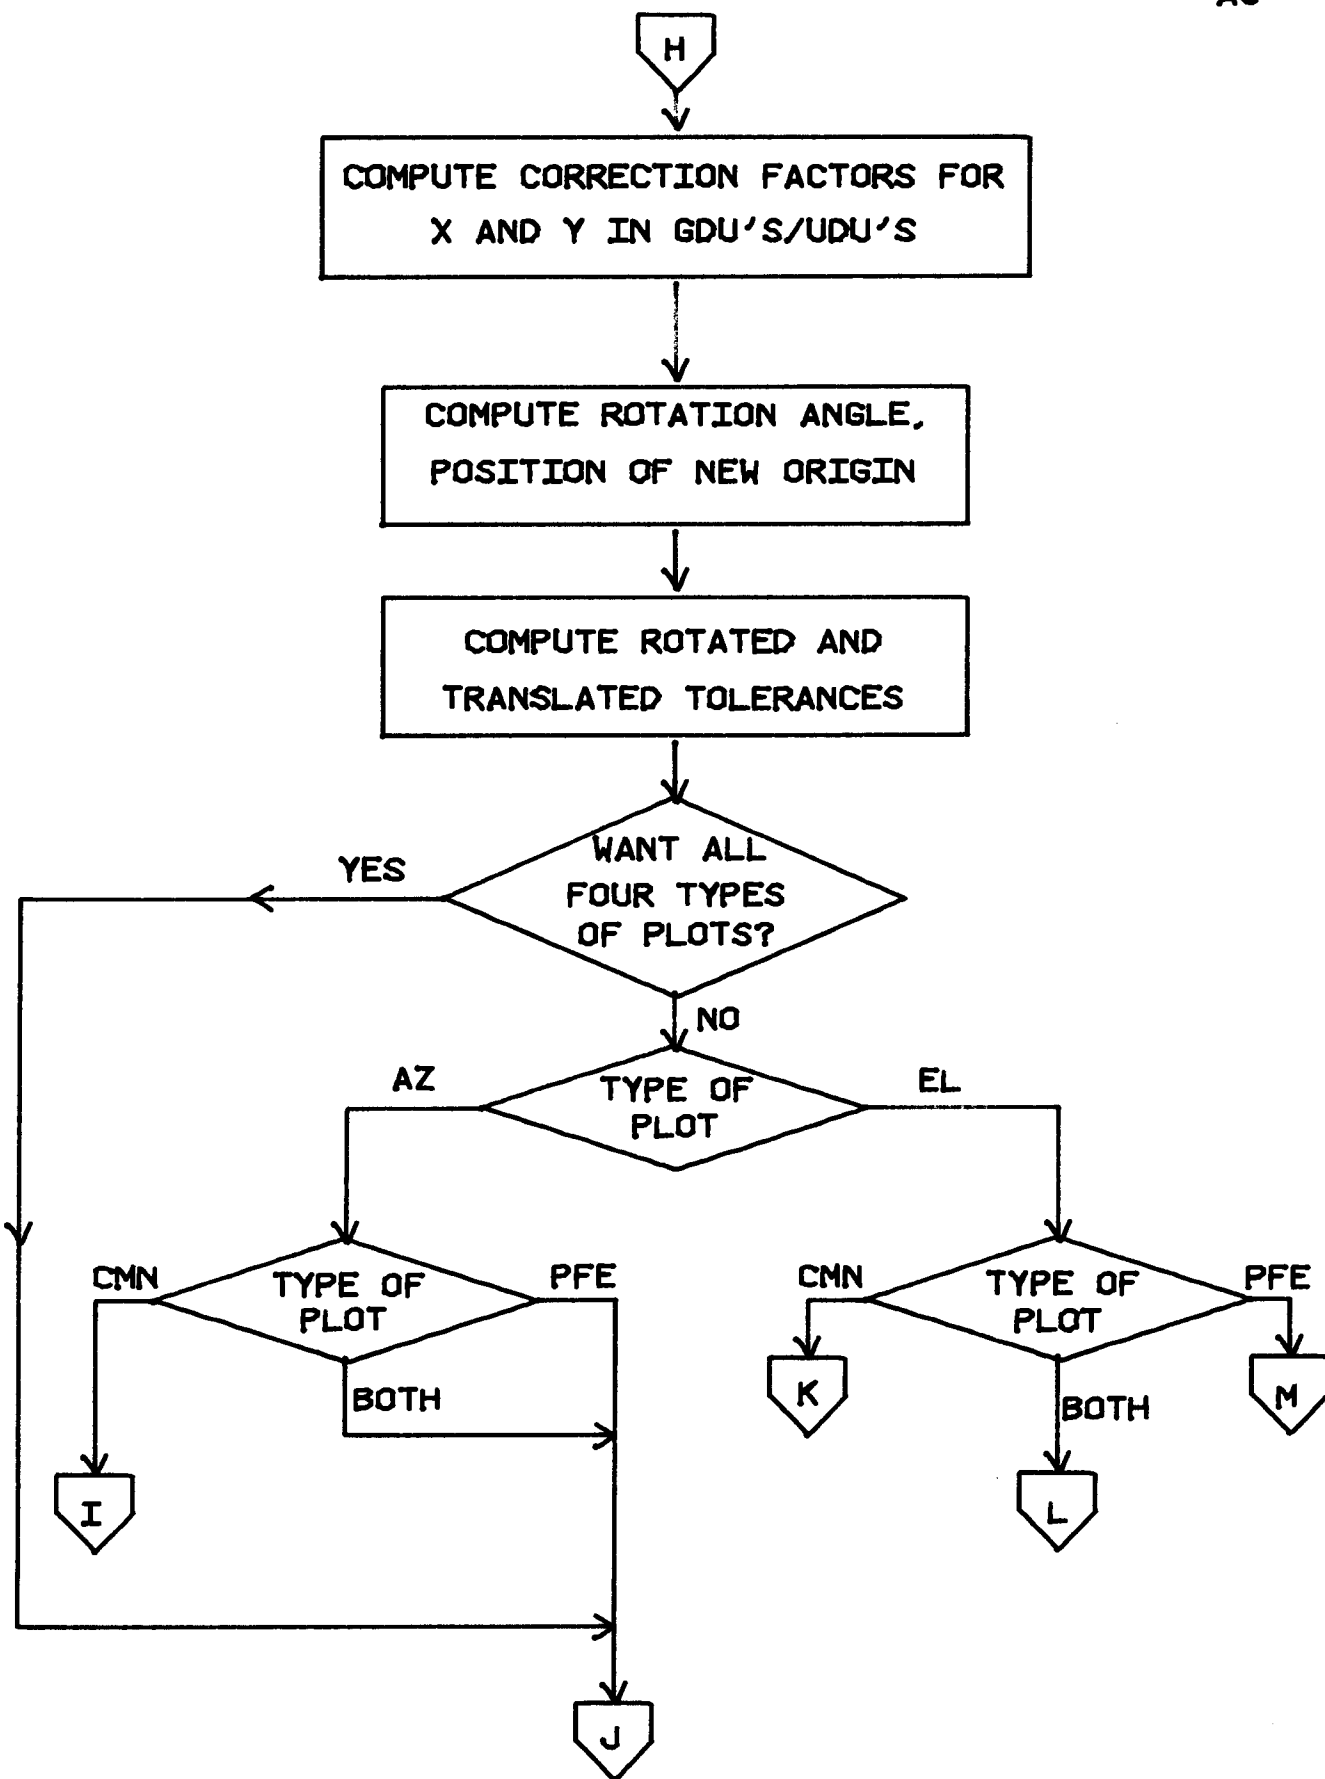 H
COMPUTE CORRECTION FACTORS FOR
X AND Y IN GDU'S/UDU'S
COMPUTE ROTATION ANGLE,
POSITION OF NEW ORIGIN
COMPUTE ROTATED AND
TRANSLATED TOLERANCES
WANT ALL
FOUR TYPES
OF PLOTS?
YES
NO
AZ
TYPE OF
PLOT
EL
CMN
TYPE OF
PLOT
PFE
BOTH
CMN
TYPE OF
PLOT
PFE
BOTH
K
M
I
L
J